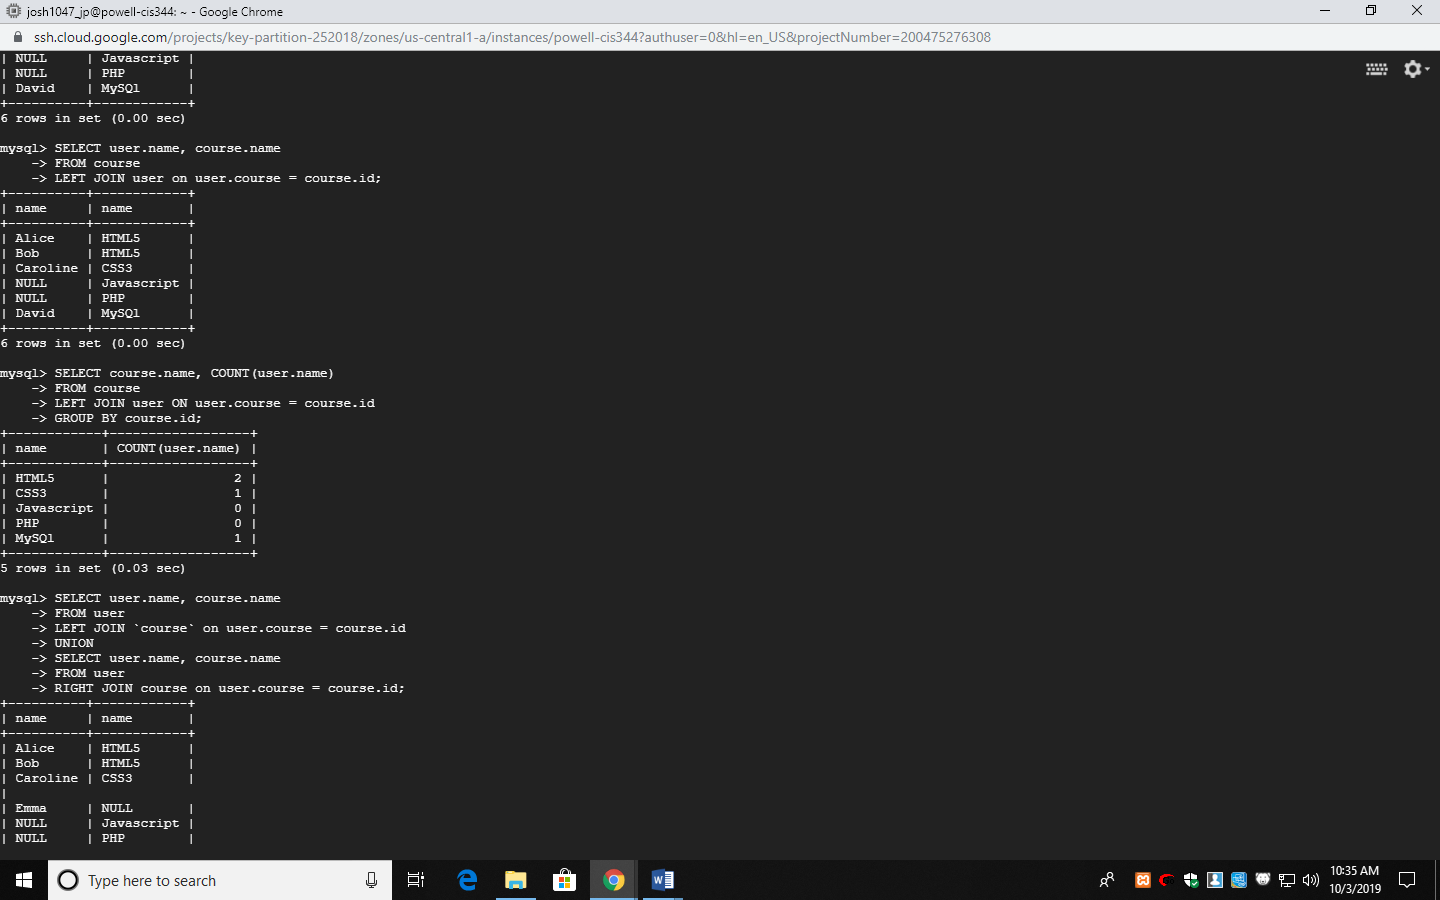 josh1047_jp@powell-cis344: ~ - Google Chrome
ssh.cloud.google.com/projects/key-partition-252018/zones/us-central1-a/instances/powell-cis344?authuser=0&hl=en_US&projectNumber=200475276308
| NULL     | Javascript |
| NULL     | PHP        |
| David    | MySQl      |
+----------+------------+
6 rows in set (0.00 sec)
mysql> SELECT user.name, course.name
    -> FROM course
    -> LEFT JOIN user on user.course = course.id;
+----------+------------+
| name     | name       |
+----------+------------+
| Alice    | HTML5      |
| Bob      | HTML5      |
| Caroline | CSS3       |
| NULL     | Javascript |
| NULL     | PHP        |
| David    | MySQl      |
+----------+------------+
6 rows in set (0.00 sec)
mysql> SELECT course.name, COUNT(user.name)
    -> FROM course
    -> LEFT JOIN user ON user.course = course.id
    -> GROUP BY course.id;
+------------+------------------+
| name       | COUNT(user.name) |
+------------+------------------+
| HTML5      |                2 |
| CSS3       |                1 |
| Javascript |                0 |
| PHP        |                0 |
| MySQl      |                1 |
+------------+------------------+
5 rows in set (0.03 sec)
mysql> SELECT user.name, course.name
    -> FROM user
    -> LEFT JOIN `course` on user.course = course.id
    -> UNION
    -> SELECT user.name, course.name
    -> FROM user
    -> RIGHT JOIN course on user.course = course.id;
+----------+------------+
| name     | name       |
+----------+------------+
| Alice    | HTML5      |
| Bob      | HTML5      |
| Caroline | CSS3       |
|
| Emma     | NULL       |
| NULL     | Javascript |
| NULL     | PHP        |
Type here to search
10:35 AM
10/3/2019